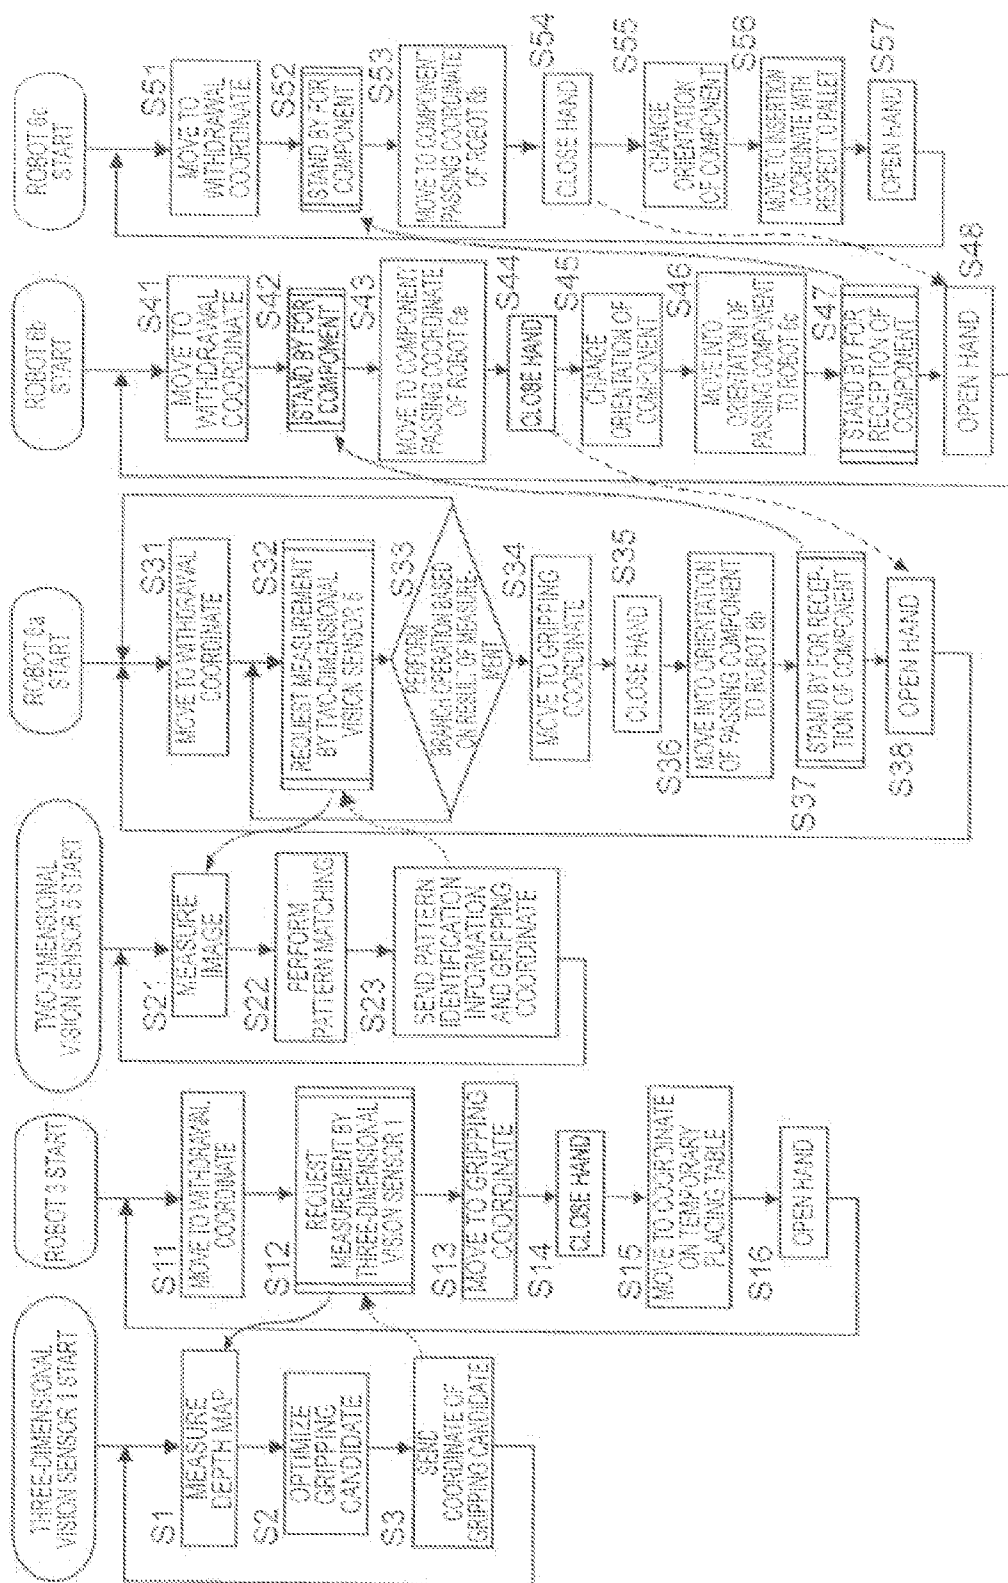 THREE-DIMENSIONAL
VISION SENSOR 1 START
S1
MEASURE
DEPTH MAP
S2
OPTIMIZE
GRIPPING
CANDIDATE
S3
SEND
COORDINATE OF
GRIPPING CANDIDATE
ROBOT 3 START
S11
MOVE TO WITHDRAWAL
COORDINATE
S12
REQUEST
MEASUREMENT BY
THREE-DIMENSIONAL
VISION SENSOR 1
S13
MOVE TO GRIPPING
COORDINATE
S14
CLOSE HAND
S15
MOVE TO COORDINATE
ON TEMPORARY
PLACING TABLE
S16
OPEN HAND
TWO-DIMENSIONAL
VISION SENSOR 5 START
S21
MEASURE
IMAGE
S22
PERFORM
PATTERN MATCHING
S23
SEND PATTERN
IDENTIFICATION
INFORMATION
AND GRIPPING
COORDINATE
ROBOT 6a
START
S31
MOVE TO WITHDRAWAL
COORDINATE
S32
REQUEST MEASUREMENT
BY TWO-DIMENSIONAL
VISION SENSOR 5
S33
PERFORM
BRANCH OPERATION BASED
ON RESULT OF MEASURE-
MENT
S34
MOVE TO GRIPPING
COORDINATE
S35
CLOSE HAND
S36
MOVE INTO ORIENTATION
OF PASSING COMPONENT
TO ROBOT 6b
S37
STAND BY FOR RECEP-
TION OF COMPONENT
S38
OPEN HAND
ROBOT 6b
START
S41
MOVE TO
WITHDRAWAL
COORDINATE
S42
STAND BY FOR
COMPONENT
S43
MOVE TO COMPONENT
PASSING COORDINATE
OF ROBOT 6a
S44
CLOSE HAND
S45
CHANGE
ORIENTATION OF
COMPONENT
S46
MOVE INTO
ORIENTATION OF
PASSING COMPONENT
TO ROBOT 6c
S47
STAND BY FOR
RECEPTION OF
COMPONENT
S48
OPEN HAND
ROBOT 6c
START
S51
MOVE TO
WITHDRAWAL
COORDINATE
S52
STAND BY FOR
COMPONENT
S53
MOVE TO COMPONENT
PASSING COORDINATE
OF ROBOT 6b
S54
CLOSE HAND
S55
CHANGE
ORIENTATION
OF COMPONENT
S56
MOVE TO INSERTION
COORDINATE WITH
RESPECT TO PALET
S57
OPEN HAND